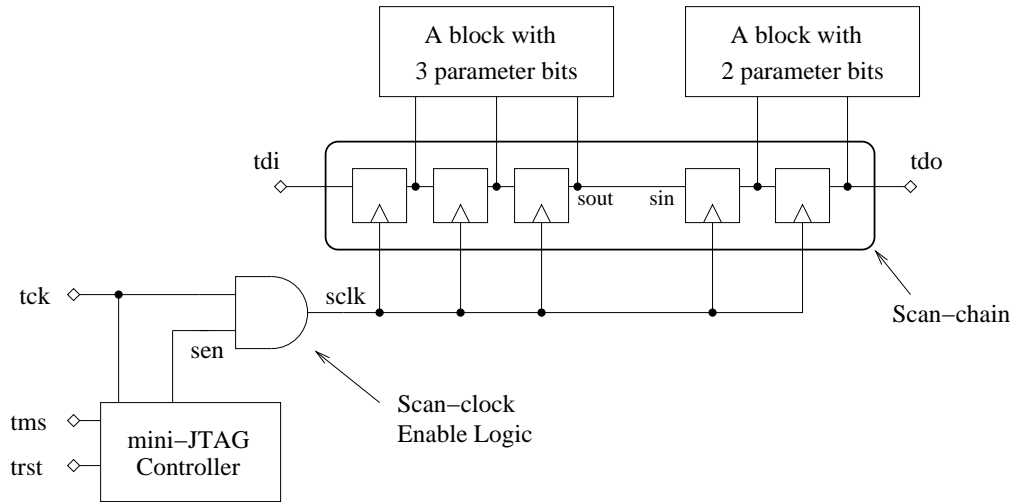 A block with
3 parameter bits
A block with
2 parameter bits
tdi
tdo
sout
sin
tck
sclk
sen
Scan-chain
Scan-clock
Enable Logic
tms
trst
mini-JTAG
Controller